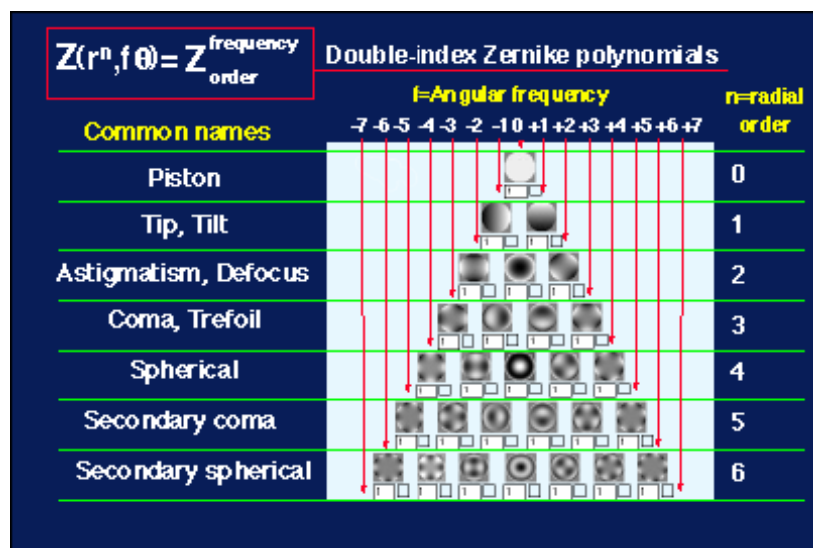 Z(rⁿ,fθ)= Z frequency order
Double-index Zernike polynomials
f=Angular frequency
n=radial order
Common names
-7 -6 -5 -4 -3 -2 -1 0 +1 +2 +3 +4 +5 +6 +7
Piston 0
Tip, Tilt 1
Astigmatism, Defocus 2
Coma, Trefoil 3
Spherical 4
Secondary coma 5
Secondary spherical 6